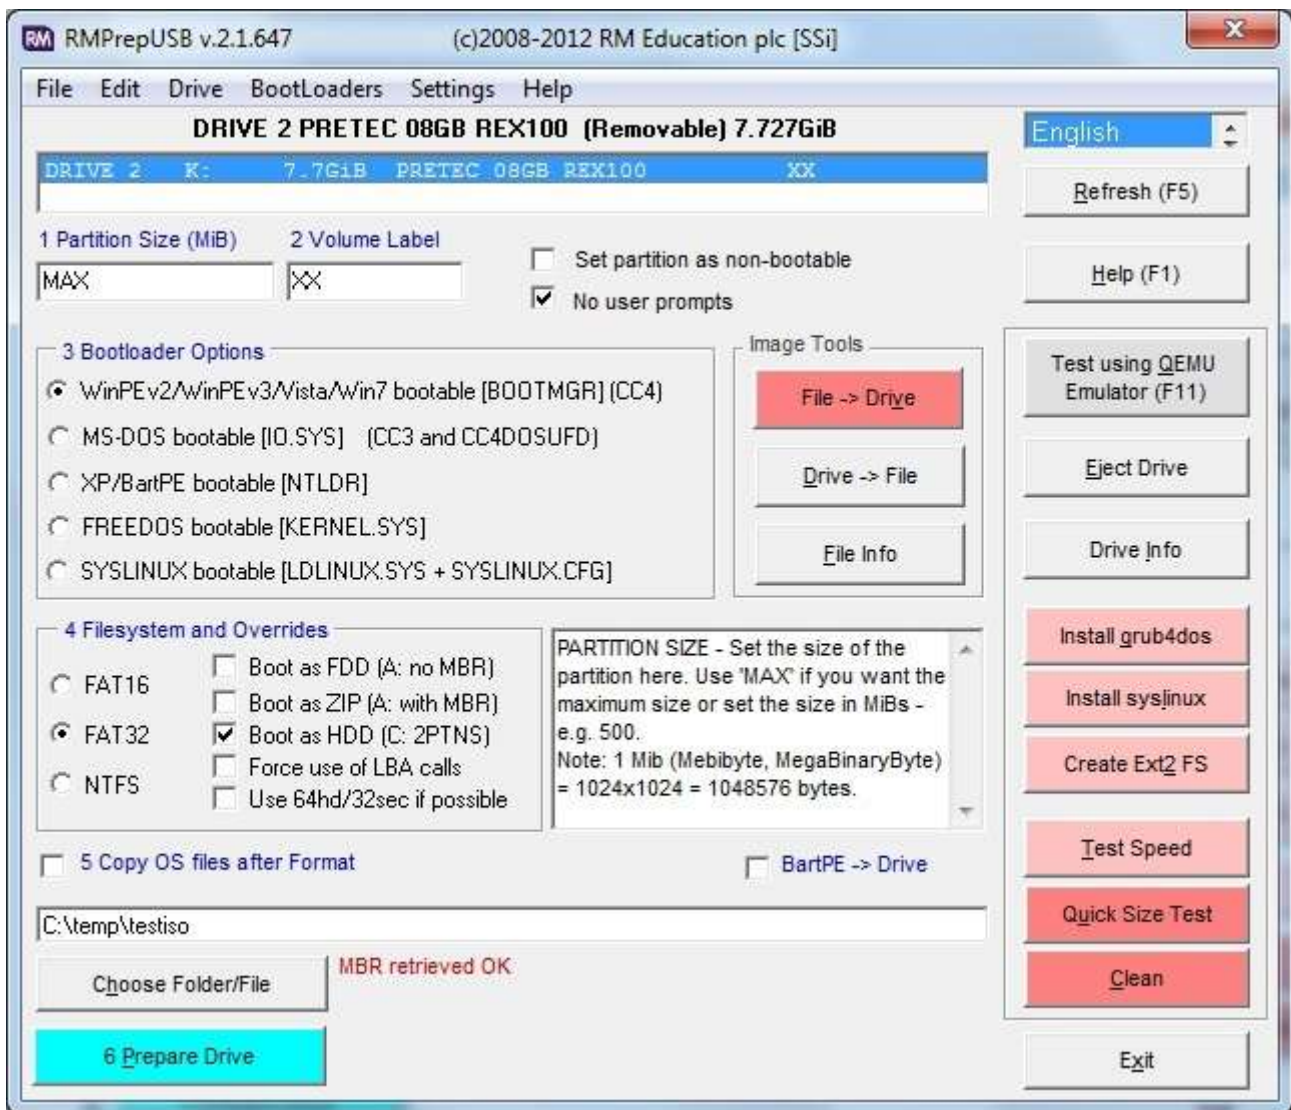 RM RMPrepUSB v.2.1.647 (c)2008-2012 RM Education plc [SSi] X
File Edit Drive BootLoaders Settings Help
DRIVE 2 PRETEC 08GB REX100 (Removable) 7.727GiB
English
DRIVE 2 K: 7.7GiB PRETEC 08GB REX100 XX
Refresh (F5)
1 Partition Size (MiB) 2 Volume Label
MAX XX
Set partition as non-bootable
No user prompts
Help (F1)
3 Bootloader Options
WinPEv2/WinPEv3/Vista/Win7 bootable [BOOTMGR] (CC4)
MS-DOS bootable [IO.SYS] (CC3 and CC4DOSUFD)
XP/BartPE bootable [NTLDR]
FREEDOS bootable [KERNEL.SYS]
SYSLINUX bootable [LDLINUX.SYS + SYSLINUX.CFG]
Image Tools
File -> Drive
Drive -> File
File Info
Test using QEMU
Emulator (F11)
Eject Drive
Drive Info
4 Filesystem and Overrides
FAT16
FAT32
NTFS
Boot as FDD (A: no MBR)
Boot as ZIP (A: with MBR)
Boot as HDD (C: 2PTNS)
Force use of LBA calls
Use 64hd/32sec if possible
PARTITION SIZE - Set the size of the
partition here. Use 'MAX' if you want the
maximum size or set the size in MiBs -
e.g. 500.
Note: 1 Mib (Mebibyte, MegaBinaryByte)
= 1024x1024 = 1048576 bytes.
Install grub4dos
Install syslinux
Create Ext2 FS
Test Speed
Quick Size Test
Clean
5 Copy OS files after Format
BartPE -> Drive
C:\temp\testiso
Choose Folder/File
MBR retrieved OK
6 Prepare Drive
Exit